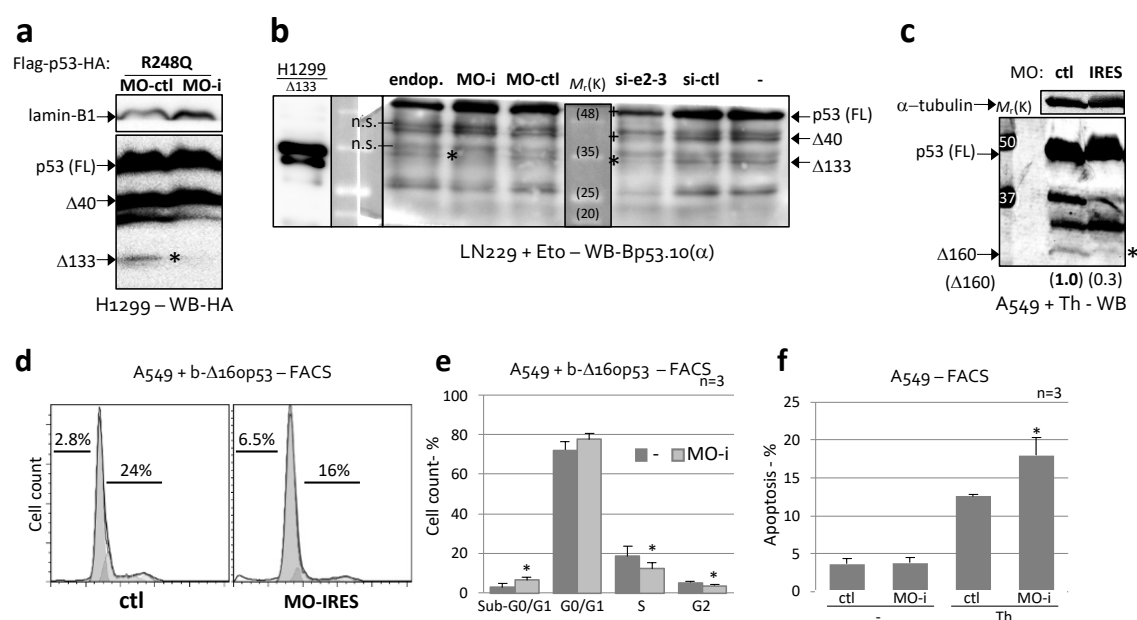 a
Flag-p53-HA:
R248Q
MO-ctl MO-i
lamin-B1
p53 (FL)
Δ40
Δ133
*
H1299 – WB-HA
b
H1299
Δ133
endop. MO-i MO-ctl Mr(K) si-e2-3 si-ctl -
n.s.
n.s.
*
(48)
(35)
(25)
(20)
+
+
*
p53 (FL)
Δ40
Δ133
LN229 + Eto – WB-Bp53.10(α)
c
MO: ctl IRES
α-tubulin Mr(K)
p53 (FL)
50
37
Δ160
*
(Δ160) (1.0) (0.3)
A549 + Th - WB
d
A549 + b-Δ160p53 – FACS
Cell count
2.8%
24%
6.5%
16%
ctl
MO-IRES
e
A549 + b-Δ160p53 – FACS
n=3
Cell count- %
100
80
60
40
20
0
- MO-i
*
*
*
Sub-G0/G1 G0/G1 S G2
f
A549 – FACS
n=3
Apoptosis - %
25
20
15
10
5
0
*
ctl MO-i ctl MO-i
- Th